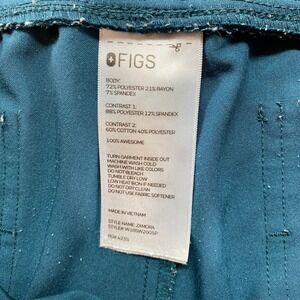 FIGS
BODY:
72% POLYESTER 21% RAYON
7% SPANDEX
CONTRAST 1:
88% POLYESTER 12% SPANDEX
CONTRAST 2:
60% COTTON 40% POLYESTER
100% AWESOME
TURN GARMENT INSIDE OUT
MACHINE WASH COLD
WASH WITH LIKE COLORS
DO NOT BLEACH
TUMBLE DRY LOW
LOW HEAT IRON IF NEEDED
DO NOT DRY CLEAN
DO NOT USE FABRIC SOFTENER
MADE IN VIETNAM
STYLE NAME: ZAMORA